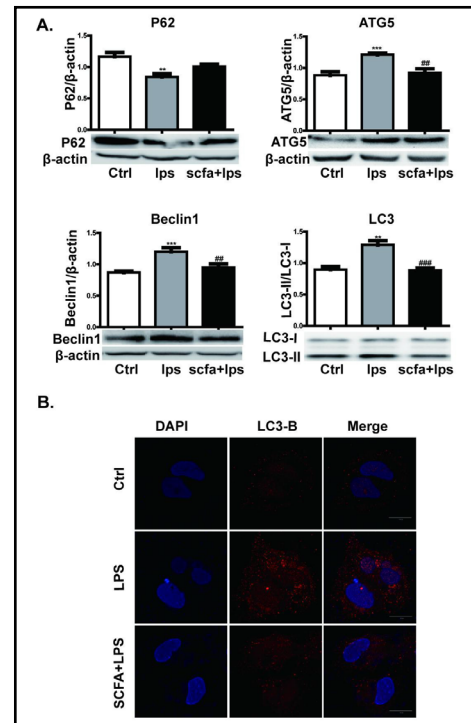 A.
P62
P62/β-actin
1.5
1.0
0.5
0.0
**
P62
β-actin
Ctrl lps scfa+lps
ATG5
ATG5/β-actin
1.5
1.0
0.5
0.0
***
##
ATG5
β-actin
Ctrl lps scfa+lps
Beclin1
Beclin1/β-actin
1.5
1.0
0.5
0.0
***
##
Beclin1
β-actin
Ctrl lps scfa+lps
LC3
LC3-II/LC3-I
1.5
1.0
0.5
0.0
**
###
LC3-I
LC3-II
Ctrl lps scfa+lps
B.
DAPI LC3-B Merge
Ctrl
LPS
SCFA+LPS